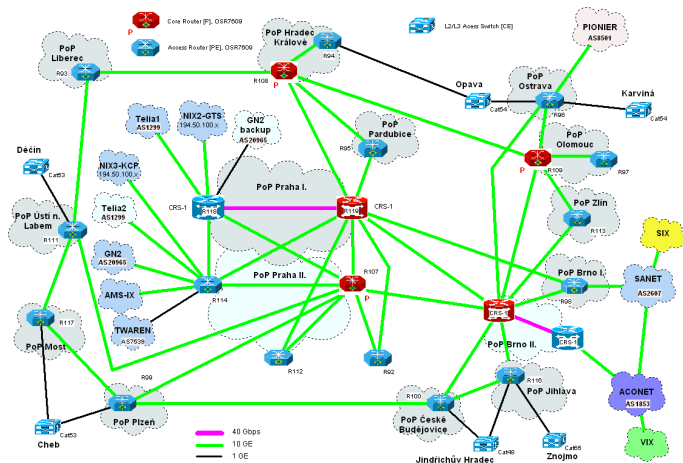 Core Router [P], OSR7609
P
Access Router [PE], OSR7609
L2/L3 Acess Switch [CE]
PIONIER
AS8501
PoP
Liberec
R93
PoP Hradec
Králové
R94
R108
P
Opava
Cat54
PoP
Ostrava
R96
Karviná
Cat54
Telia1
AS1299
NIX2-GTS
194.50.100.x
GN2
backup
AS20965
PoP
Pardubice
R95
PoP
Olomouc
R109
P
R97
Děčín
Cat53
NIX3-KCP.
194.50.100.x
PoP Praha I.
CRS-1
R118
R119
CRS-1
PoP Zlín
R113
PoP Ústí n.
Labem
R111
Telia2
AS1299
GN2
AS20965
PoP Praha II.
R107
P
PoP Brno I.
R98
SIX
SANET
AS2607
AMS-IX
R114
R117
PoP Most
TWAREN
AS7539
CRS-1
CRS-1
PoP Brno II.
R112
R92
R99
PoP Plzeň
R100
PoP České
Budějovice
R116
PoP Jihlava
ACONET
AS1853
Cheb
Cat53
40 Gbps
10 GE
1 GE
Jindřichův Hradec
Cat48
Znojmo
Cat55
VIX